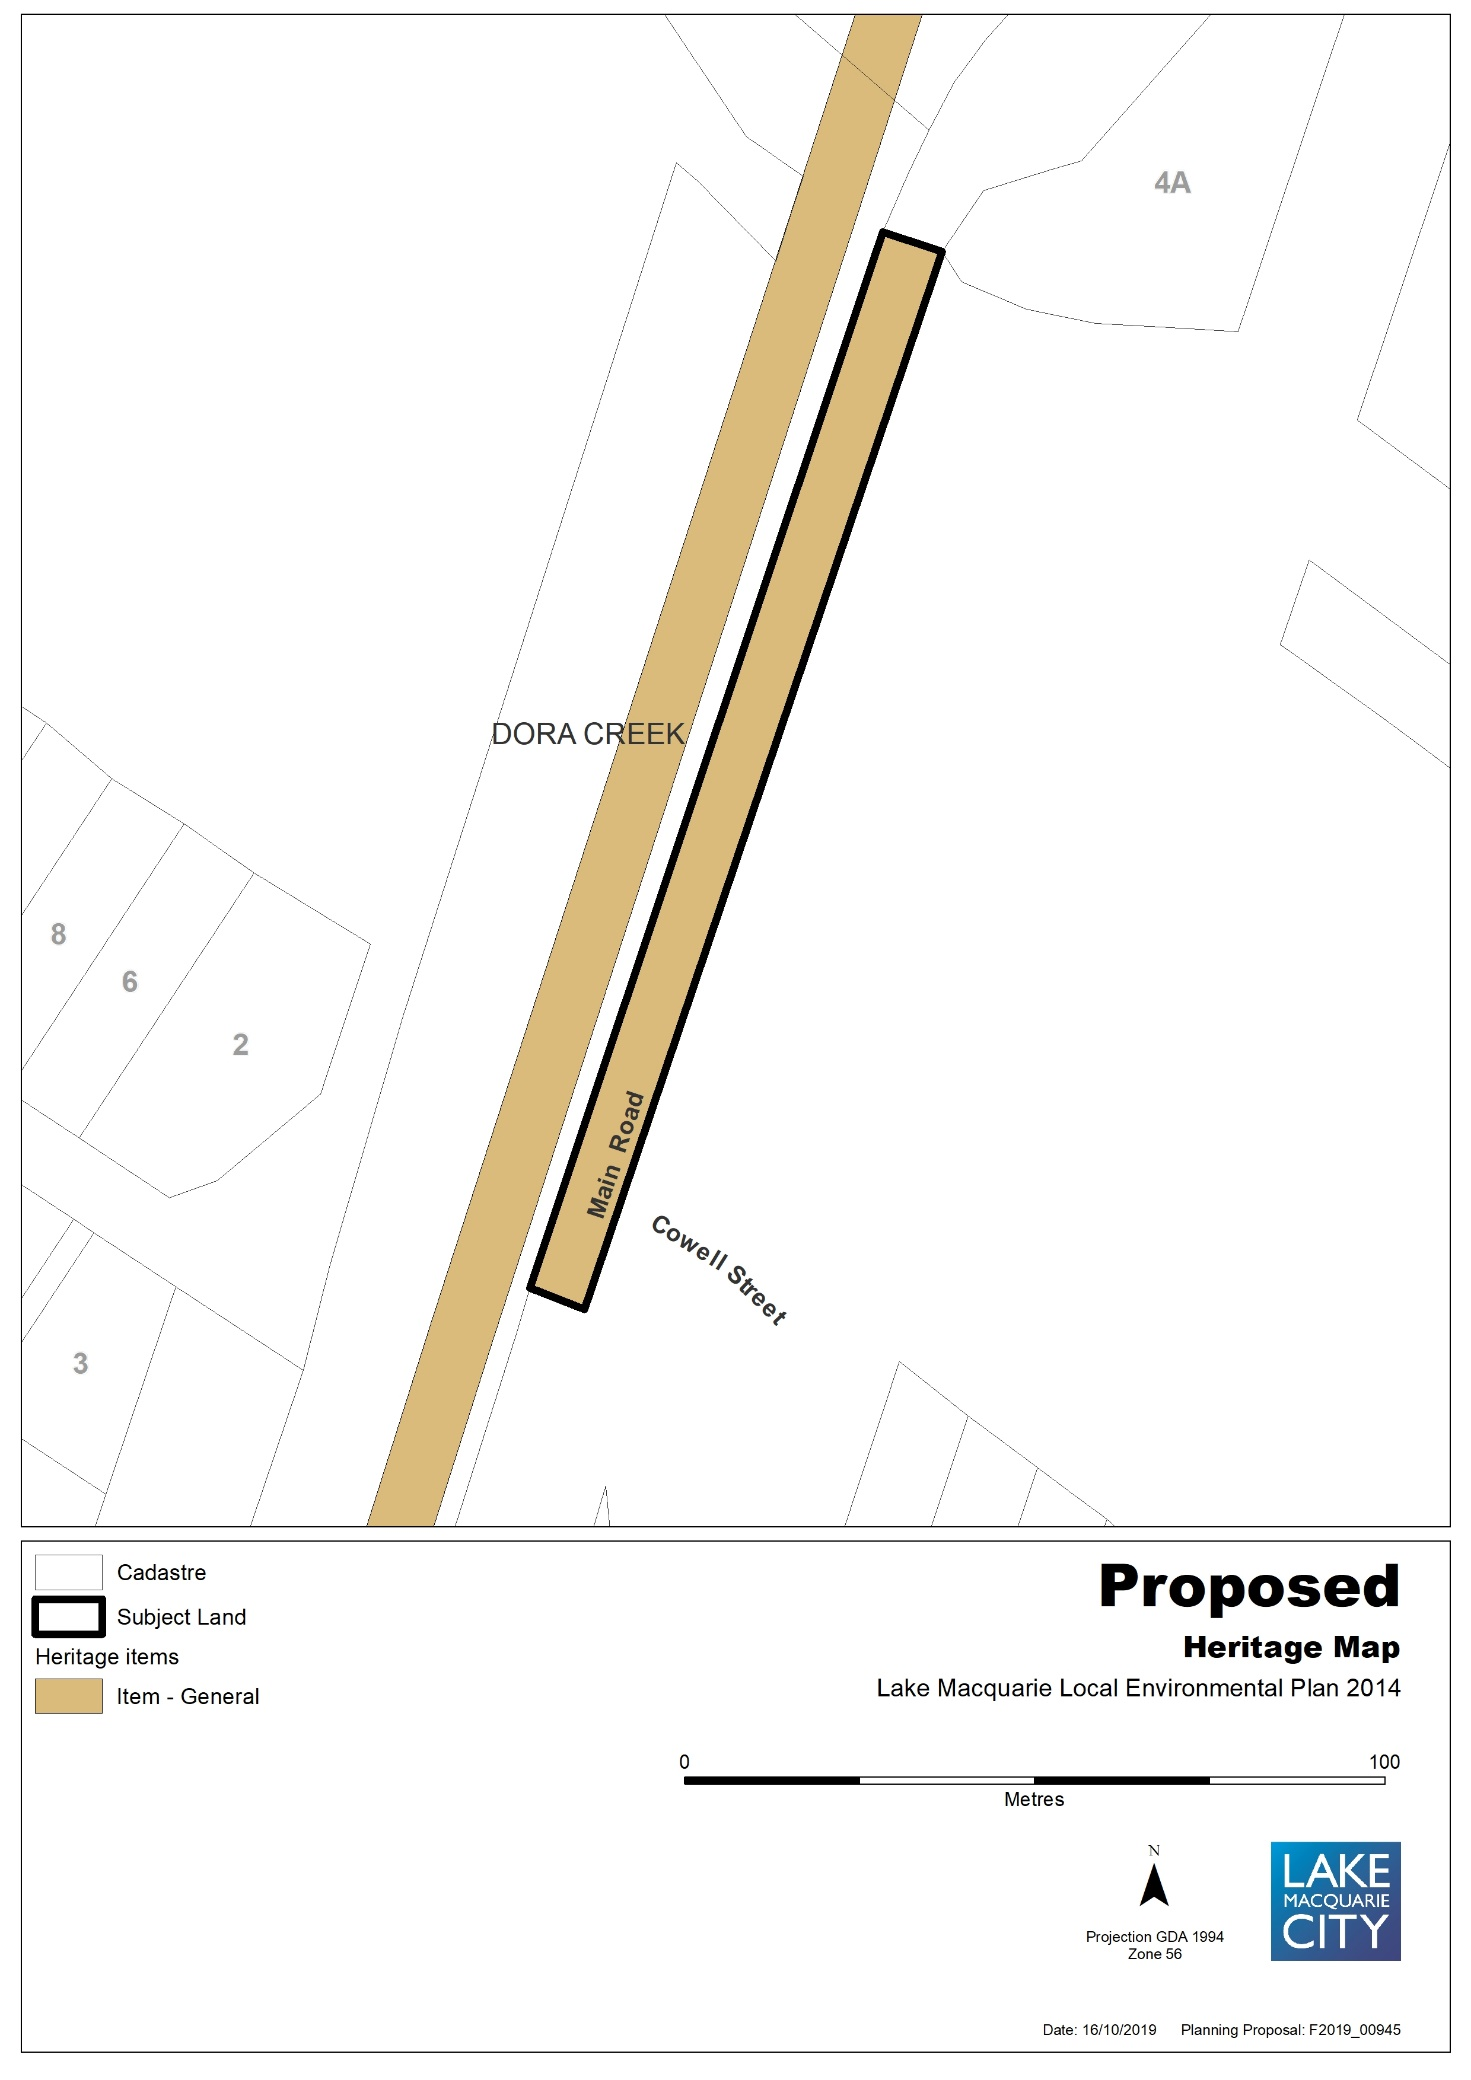 4A
DORA CREEK
8
6
2
Main Road
Cowell Street
3
Cadastre
Subject Land
Heritage items
Item - General
Proposed
Heritage Map
Lake Macquarie Local Environmental Plan 2014
0 100
Metres
N
Projection GDA 1994
Zone 56
LAKE
MACQUARIE
CITY
Date: 16/10/2019 Planning Proposal: F2019_00945